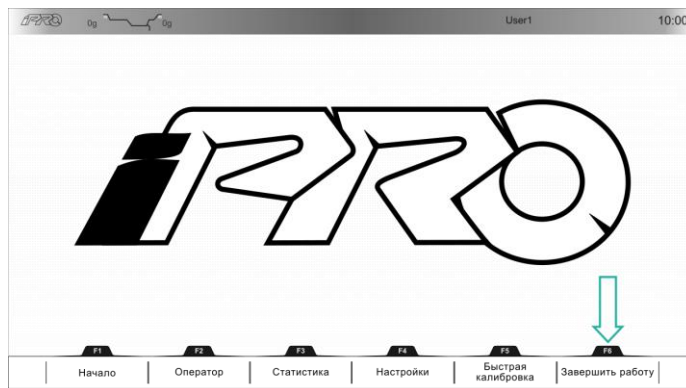 iPRO 0g 0g User1 10:00
iPRO
F1 F2 F3 F4 F5 F6
Начало Оператор Статистика Настройки Быстрая калибровка Завершить работу